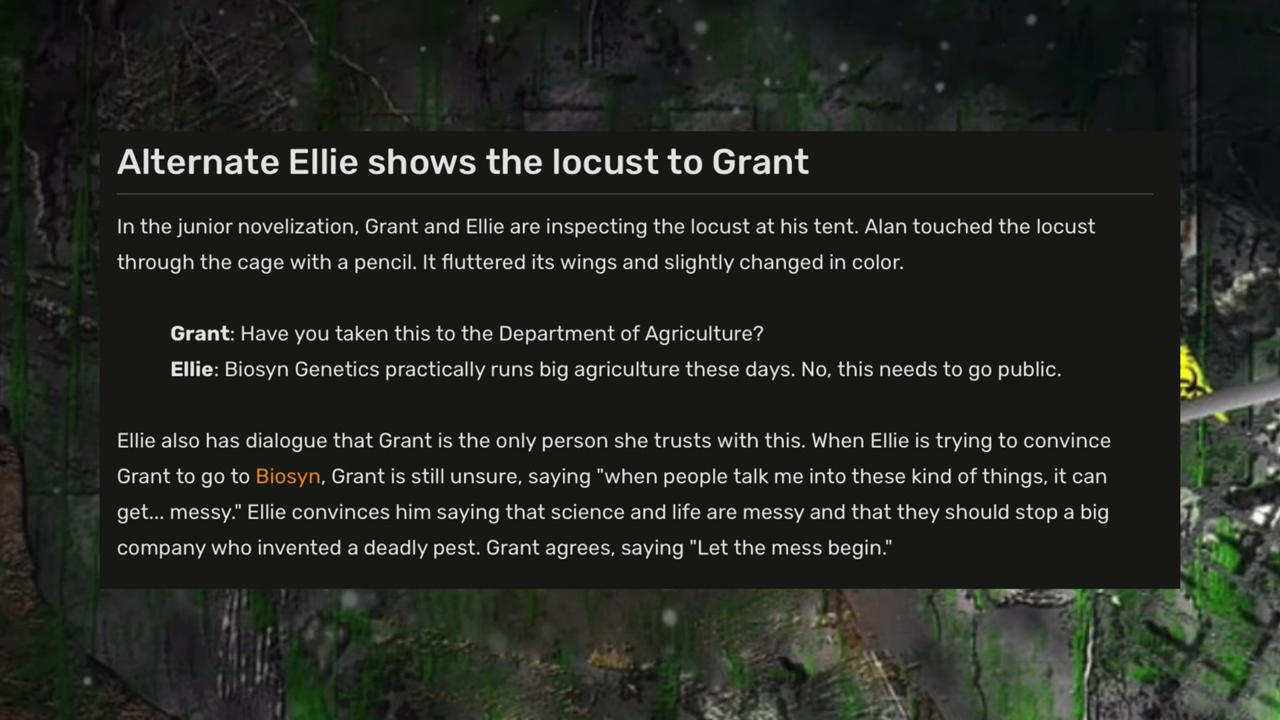 Alternate Ellie shows the locust to Grant
In the junior novelization, Grant and Ellie are inspecting the locust at his tent. Alan touched the locust
through the cage with a pencil. It fluttered its wings and slightly changed in color.
Grant: Have you taken this to the Department of Agriculture?
Ellie: Biosyn Genetics practically runs big agriculture these days. No, this needs to go public.
Ellie also has dialogue that Grant is the only person she trusts with this. When Ellie is trying to convince
Grant to go to Biosyn, Grant is still unsure, saying "when people talk me into these kind of things, it can
get... messy." Ellie convinces him saying that science and life are messy and that they should stop a big
company who invented a deadly pest. Grant agrees, saying "Let the mess begin."